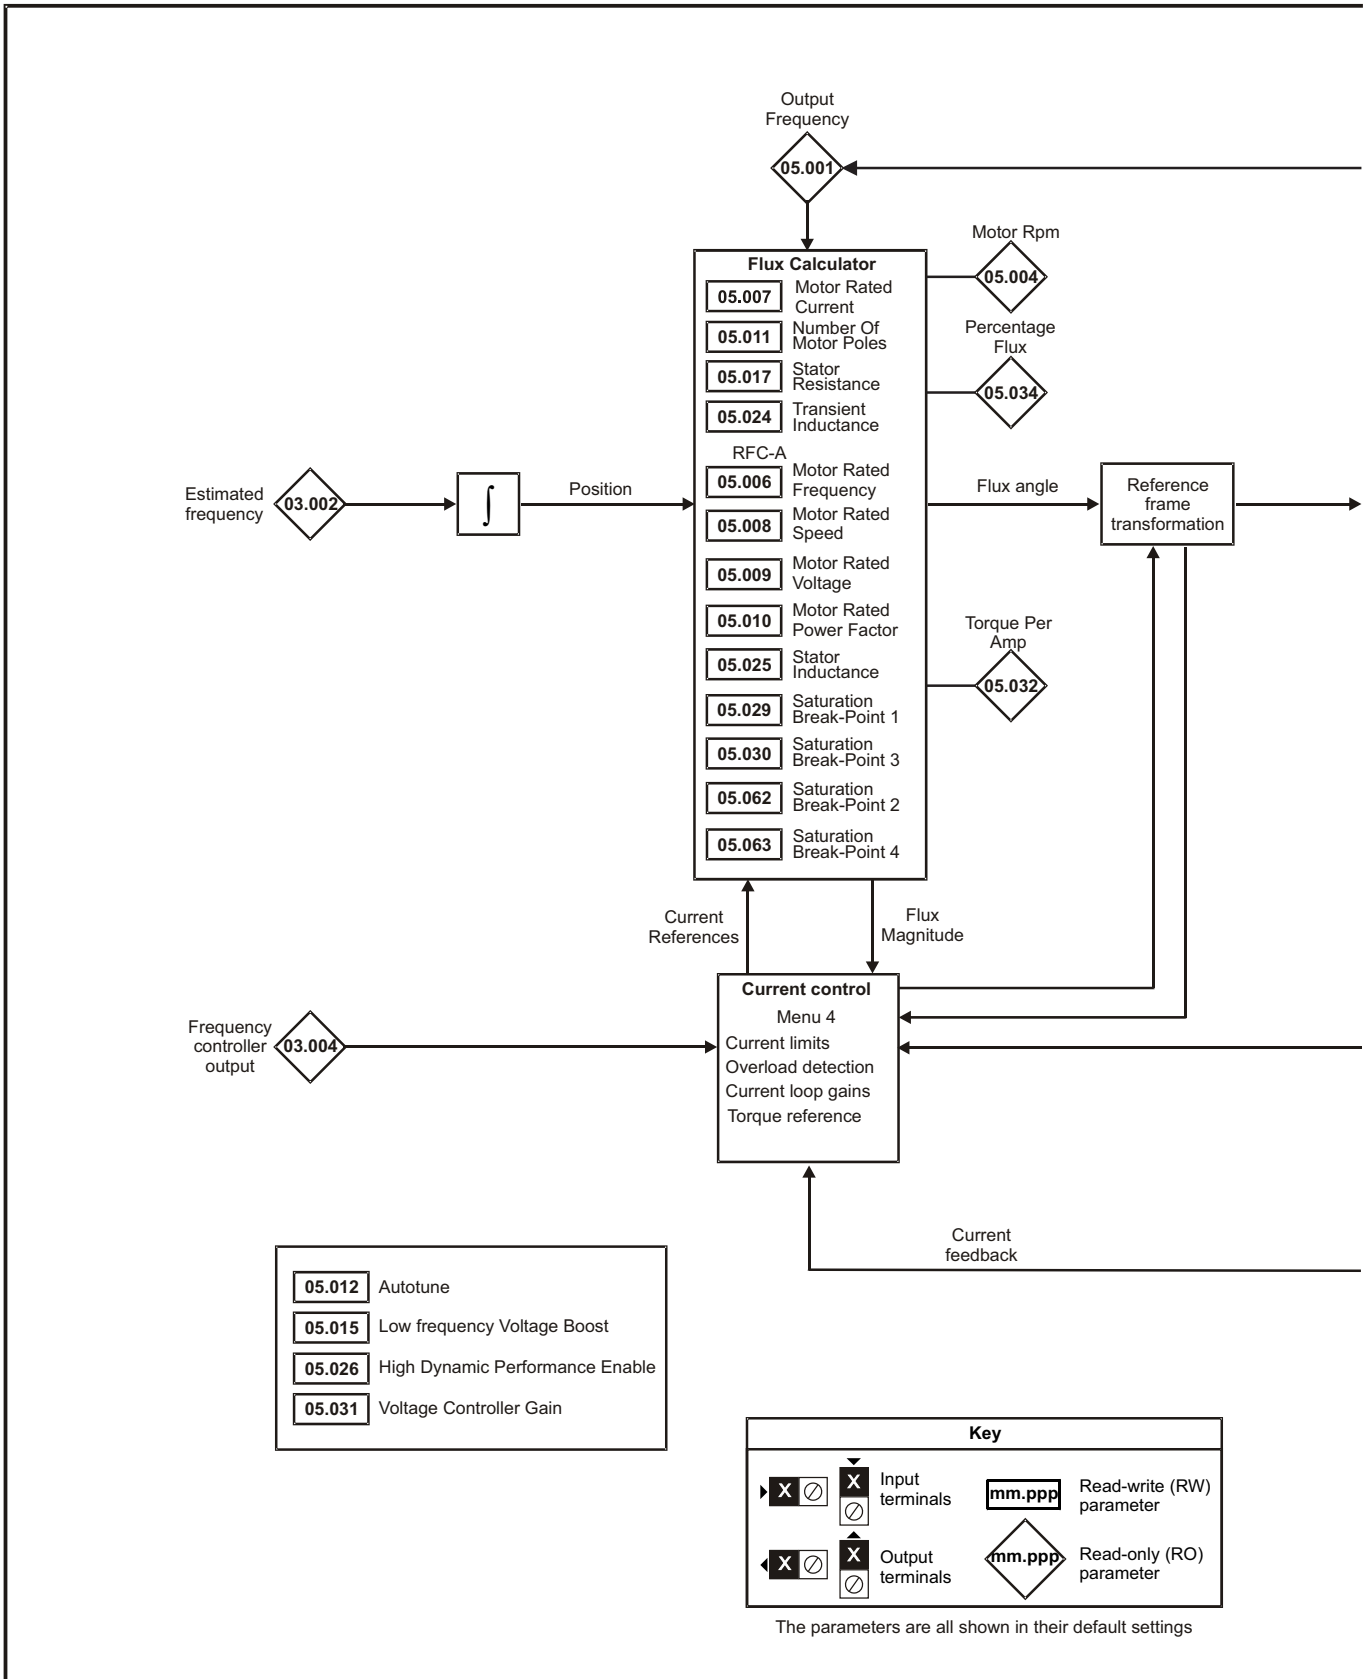 Output
Frequency
05.001
Motor Rpm
05.004
Percentage
Flux
05.034
Flux Calculator
05.007 Motor Rated
Current
05.011 Number Of
Motor Poles
05.017 Stator
Resistance
05.024 Transient
Inductance
RFC-A
05.006 Motor Rated
Frequency
05.008 Motor Rated
Speed
05.009 Motor Rated
Voltage
05.010 Motor Rated
Power Factor
05.025 Stator
Inductance
05.029 Saturation
Break-Point 1
05.030 Saturation
Break-Point 3
05.062 Saturation
Break-Point 2
05.063 Saturation
Break-Point 4
Estimated
frequency
03.002
∫
Position
Flux angle
Reference
frame
transformation
Torque Per
Amp
05.032
Current
References
Flux
Magnitude
Frequency
controller
output
03.004
Current control
Menu 4
Current limits
Overload detection
Current loop gains
Torque reference
Current
feedback
05.012 Autotune
05.015 Low frequency Voltage Boost
05.026 High Dynamic Performance Enable
05.031 Voltage Controller Gain
Key
X X Input
terminals
mm.ppp Read-write (RW)
parameter
X X Output
terminals
mm.ppp Read-only (RO)
parameter
The parameters are all shown in their default settings